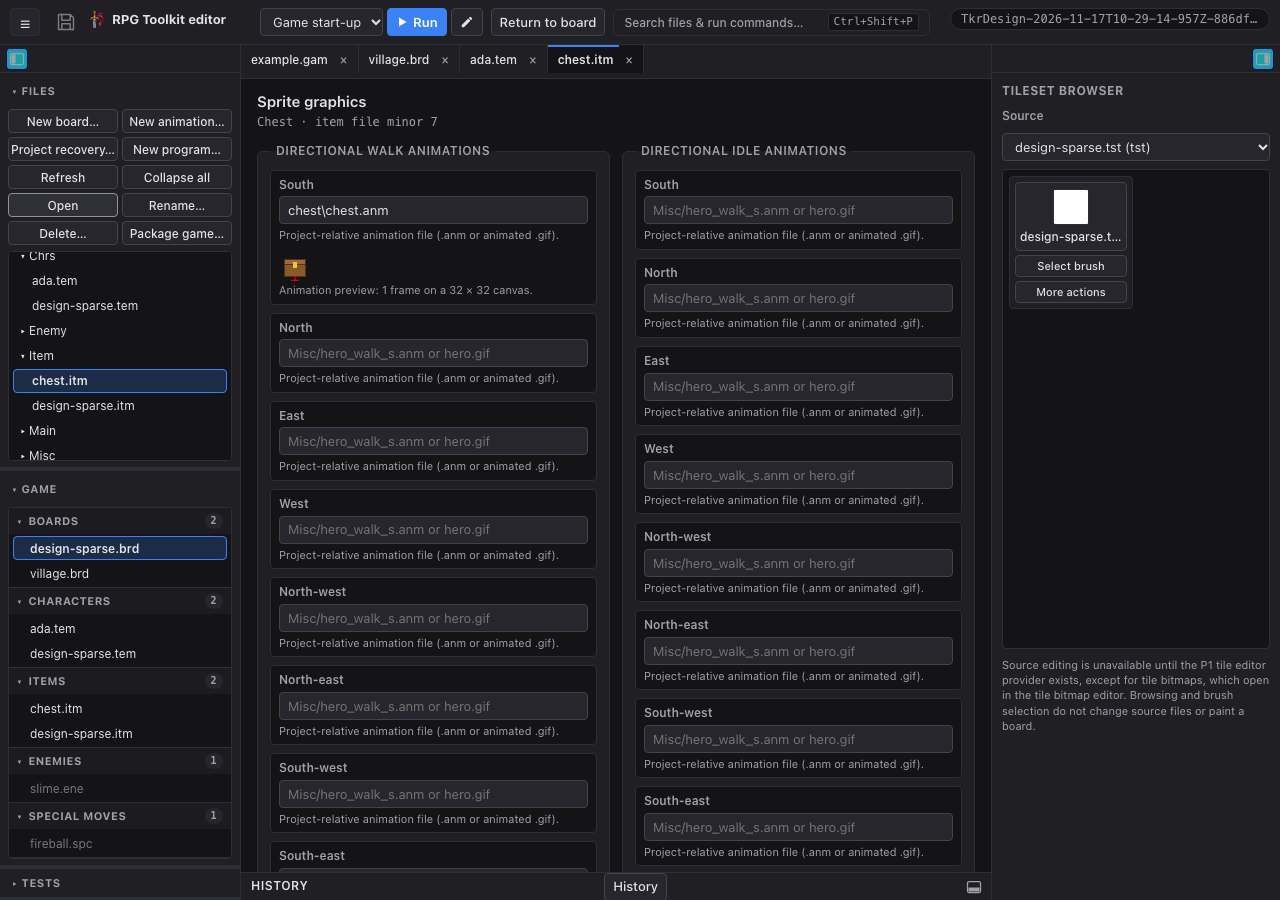 RPG Toolkit editor
Game start-up
Run
Return to board
Search files & run commands...
Ctrl+Shift+P
TkrDesign-2026-11-17T10-29-14-957Z-886df…
FILES
New board...
New animation...
Project recovery...
New program...
Refresh
Collapse all
Open
Rename...
Delete...
Package game...
Chrs
ada.tem
design-sparse.tem
Enemy
Item
chest.itm
design-sparse.itm
Main
Misc
GAME
BOARDS 2
design-sparse.brd
village.brd
CHARACTERS 2
ada.tem
design-sparse.tem
ITEMS 2
chest.itm
design-sparse.itm
ENEMIES 1
slime.ene
SPECIAL MOVES 1
fireball.spc
TESTS
example.gam ×
village.brd ×
ada.tem ×
chest.itm ×
Sprite graphics
Chest · item file minor 7
DIRECTIONAL WALK ANIMATIONS
South
chest\chest.anm
Project-relative animation file (.anm or animated .gif).
Animation preview: 1 frame on a 32 × 32 canvas.
North
Misc/hero_walk_s.anm or hero.gif
Project-relative animation file (.anm or animated .gif).
East
Misc/hero_walk_s.anm or hero.gif
Project-relative animation file (.anm or animated .gif).
West
Misc/hero_walk_s.anm or hero.gif
Project-relative animation file (.anm or animated .gif).
North-west
Misc/hero_walk_s.anm or hero.gif
Project-relative animation file (.anm or animated .gif).
North-east
Misc/hero_walk_s.anm or hero.gif
Project-relative animation file (.anm or animated .gif).
South-west
Misc/hero_walk_s.anm or hero.gif
Project-relative animation file (.anm or animated .gif).
South-east
DIRECTIONAL IDLE ANIMATIONS
South
Misc/hero_walk_s.anm or hero.gif
Project-relative animation file (.anm or animated .gif).
North
Misc/hero_walk_s.anm or hero.gif
Project-relative animation file (.anm or animated .gif).
East
Misc/hero_walk_s.anm or hero.gif
Project-relative animation file (.anm or animated .gif).
West
Misc/hero_walk_s.anm or hero.gif
Project-relative animation file (.anm or animated .gif).
North-west
Misc/hero_walk_s.anm or hero.gif
Project-relative animation file (.anm or animated .gif).
North-east
Misc/hero_walk_s.anm or hero.gif
Project-relative animation file (.anm or animated .gif).
South-west
Misc/hero_walk_s.anm or hero.gif
Project-relative animation file (.anm or animated .gif).
South-east
Misc/hero_walk_s.anm or hero.gif
Project-relative animation file (.anm or animated .gif).
HISTORY
History
TILESET BROWSER
Source
design-sparse.tst (tst)
design-sparse.t...
Select brush
More actions
Source editing is unavailable until the P1 tile editor
provider exists, except for tile bitmaps, which open
in the tile bitmap editor. Browsing and brush
selection do not change source files or paint a
board.